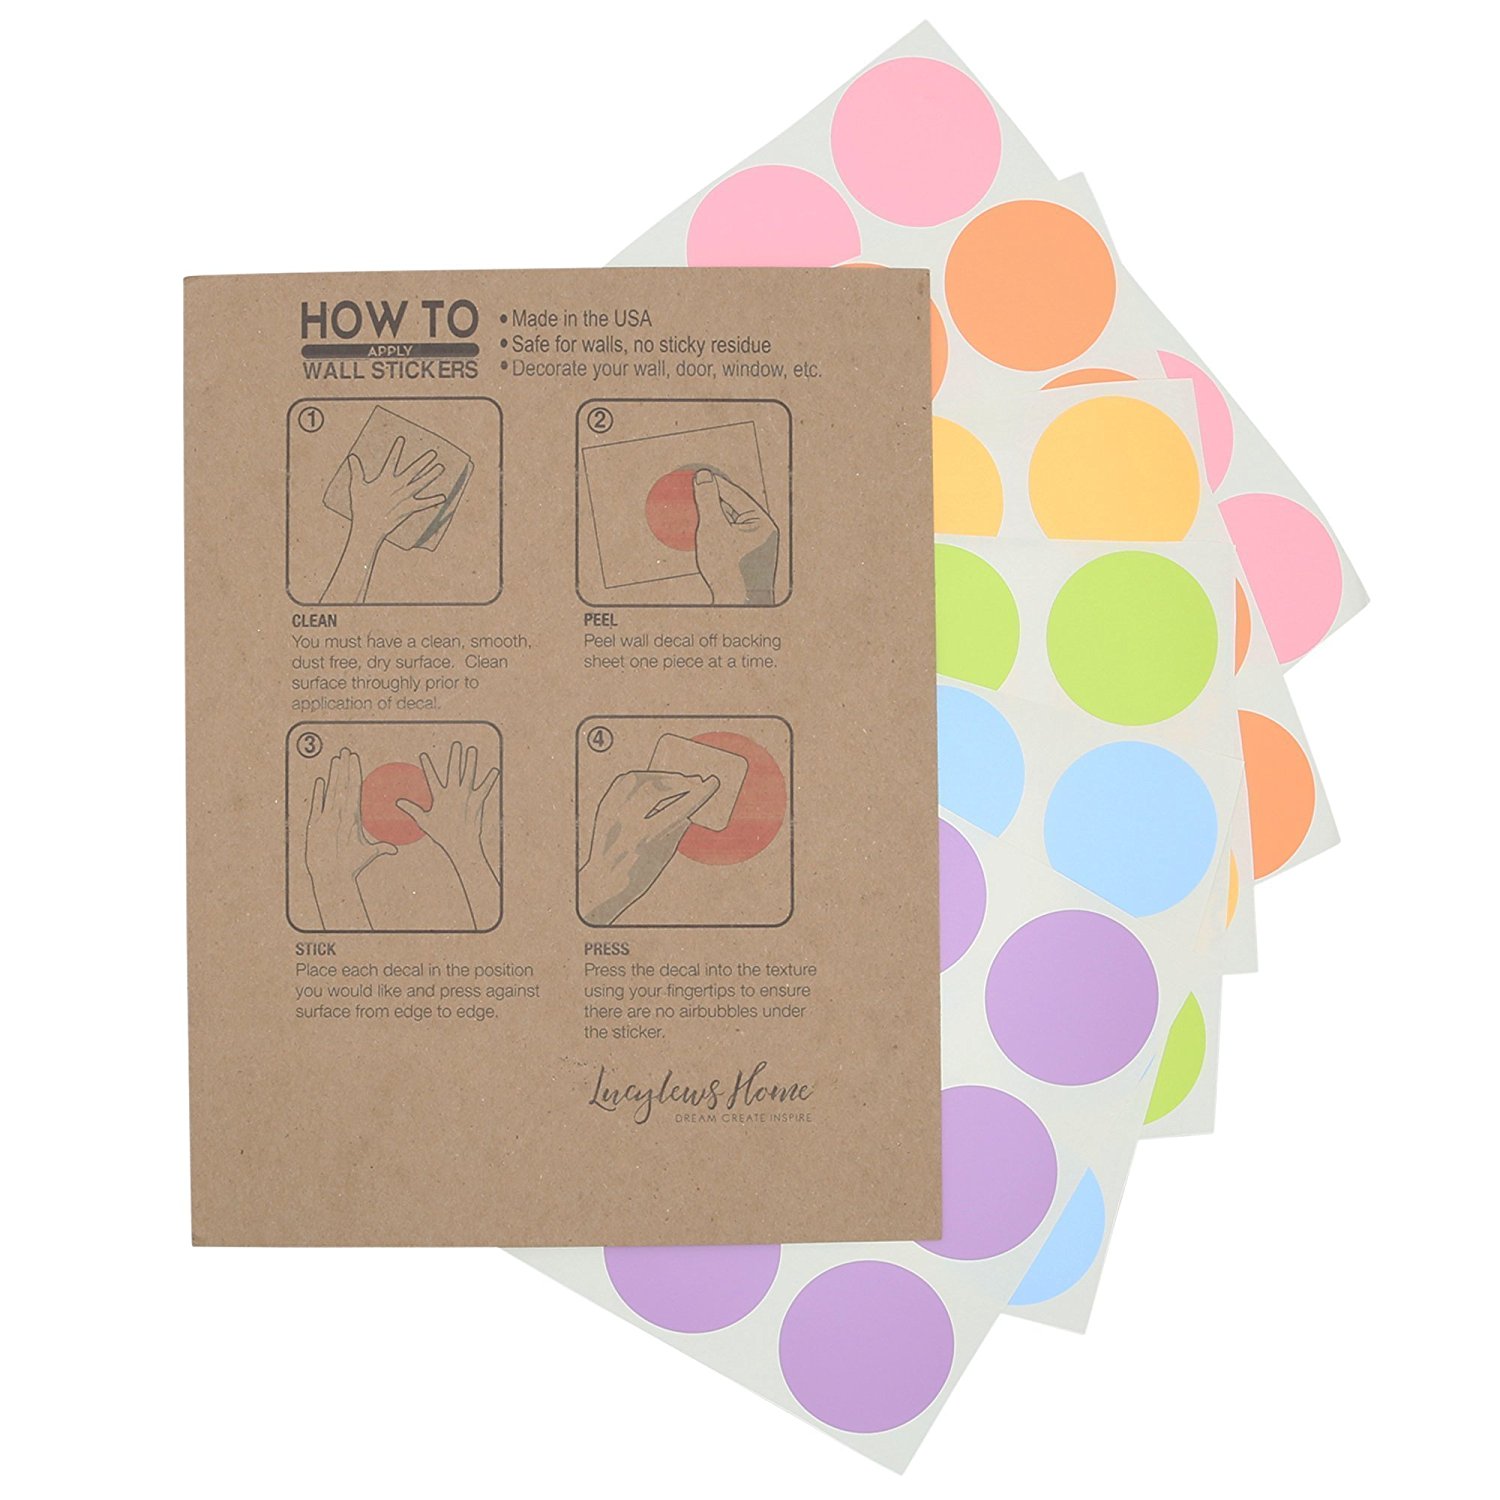 HOW TO
APPLY
WALL STICKERS
• Made in the USA
• Safe for walls, no sticky residue
• Decorate your wall, door, window, etc.
1
CLEAN
You must have a clean, smooth,
dust free, dry surface. Clean
surface throughly prior to
application of decal.
2
PEEL
Peel wall decal off backing
sheet one piece at a time.
3
STICK
Place each decal in the position
you would like and press against
surface from edge to edge.
4
PRESS
Press the decal into the texture
using your fingertips to ensure
there are no airbubbles under
the sticker.
Lucylews Home
DREAM CREATE INSPIRE